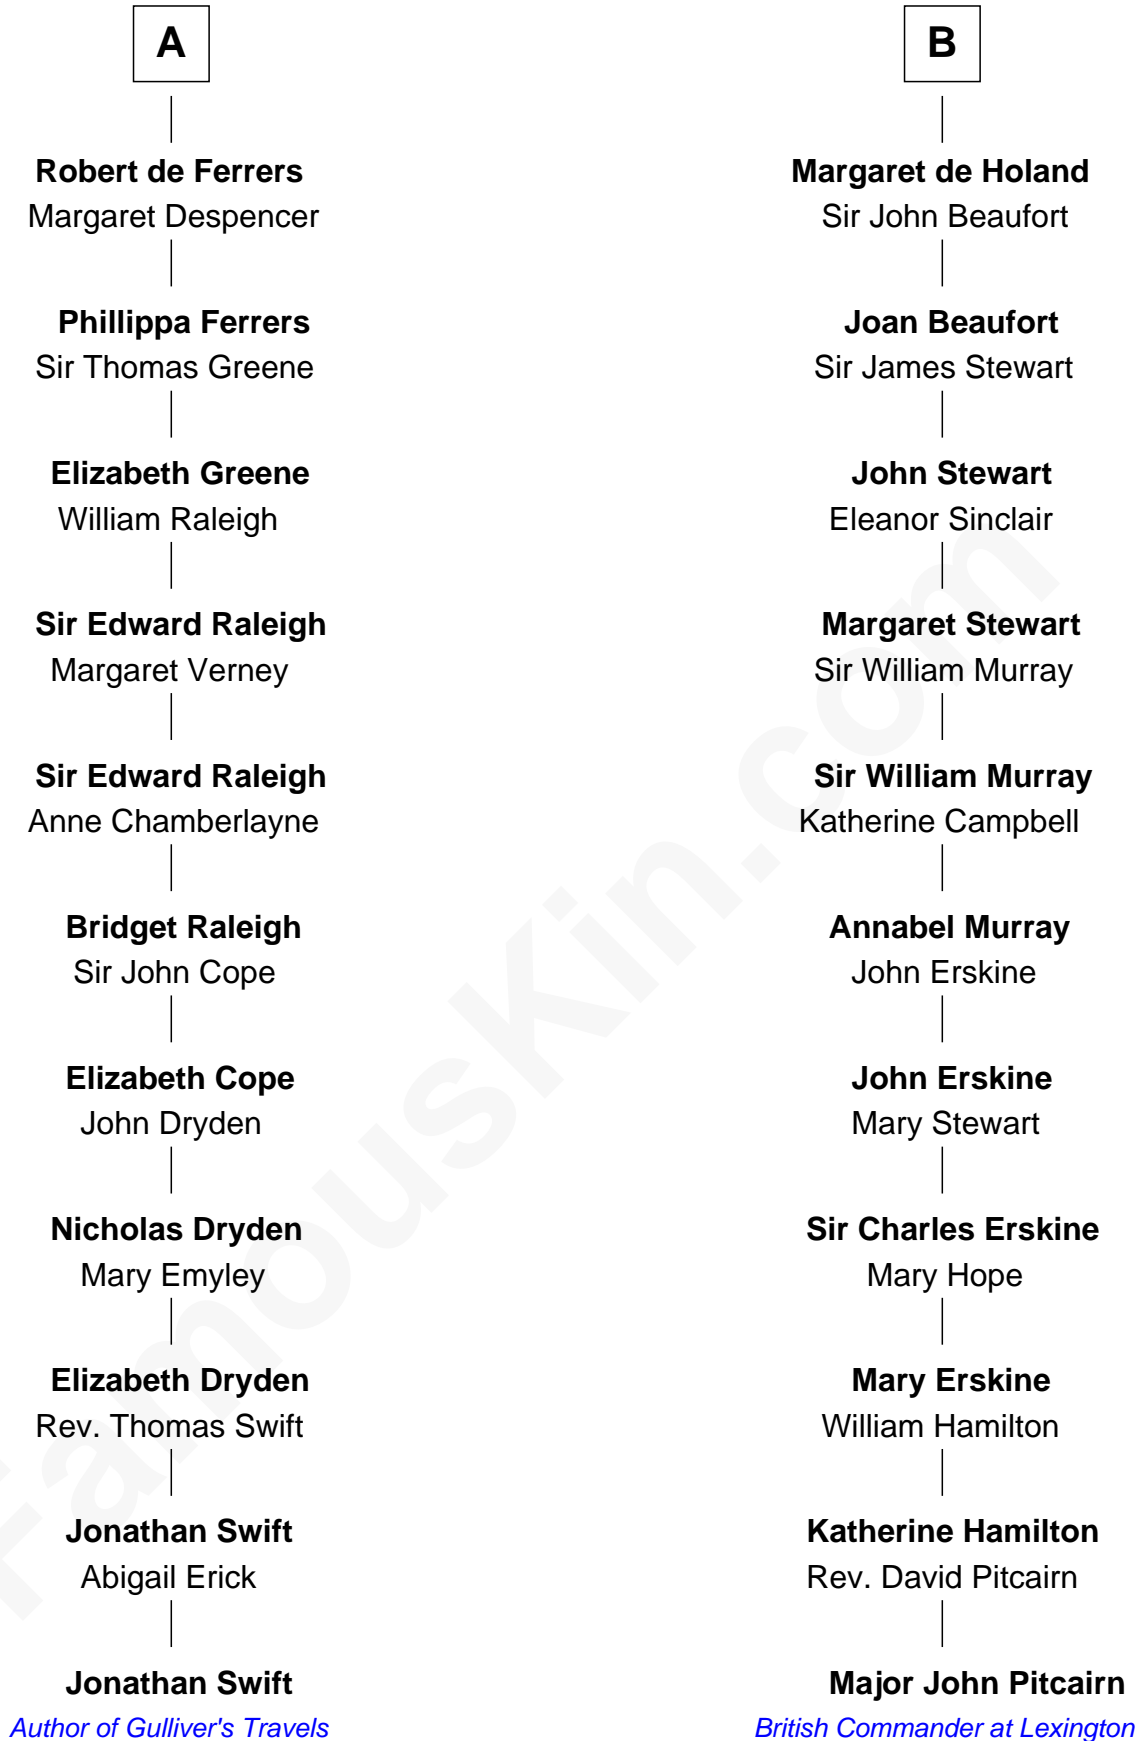 A
Robert de Ferrers
Margaret Despencer
Phillippa Ferrers
Sir Thomas Greene
Elizabeth Greene
William Raleigh
Sir Edward Raleigh
Margaret Verney
Sir Edward Raleigh
Anne Chamberlayne
Bridget Raleigh
Sir John Cope
Elizabeth Cope
John Dryden
Nicholas Dryden
Mary Emyley
Elizabeth Dryden
Rev. Thomas Swift
Jonathan Swift
Abigail Erick
Jonathan Swift
Author of Gulliver's Travels
B
Margaret de Holand
Sir John Beaufort
Joan Beaufort
Sir James Stewart
John Stewart
Eleanor Sinclair
Margaret Stewart
Sir William Murray
Sir William Murray
Katherine Campbell
Annabel Murray
John Erskine
John Erskine
Mary Stewart
Sir Charles Erskine
Mary Hope
Mary Erskine
William Hamilton
Katherine Hamilton
Rev. David Pitcairn
Major John Pitcairn
British Commander at Lexington
FamousKin.com